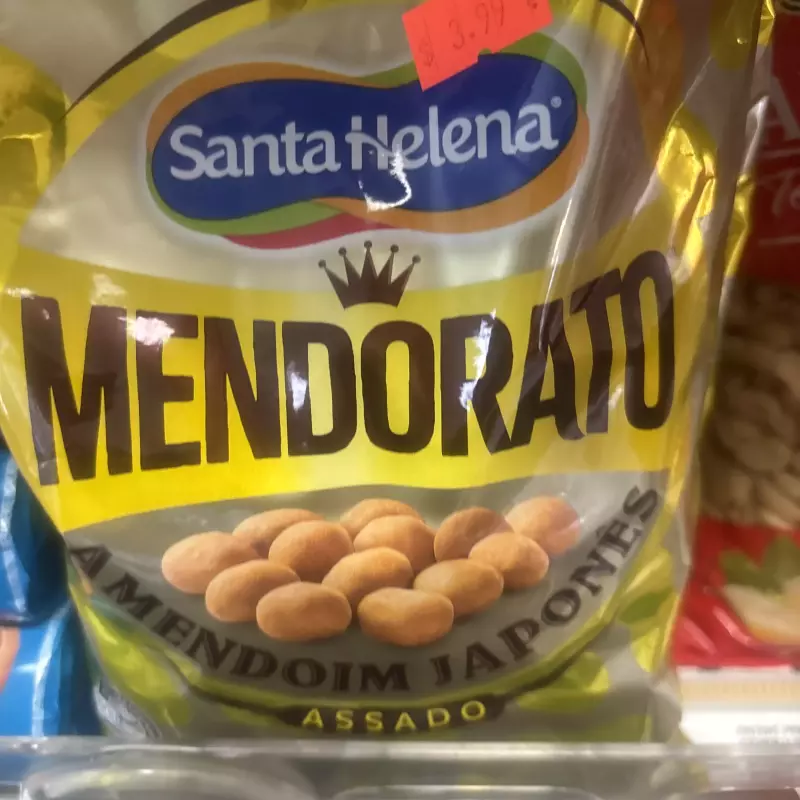 $ 3.99
Santa Helena®
MENDORATO
AMENDOIM JAPONÊS
ASSADO